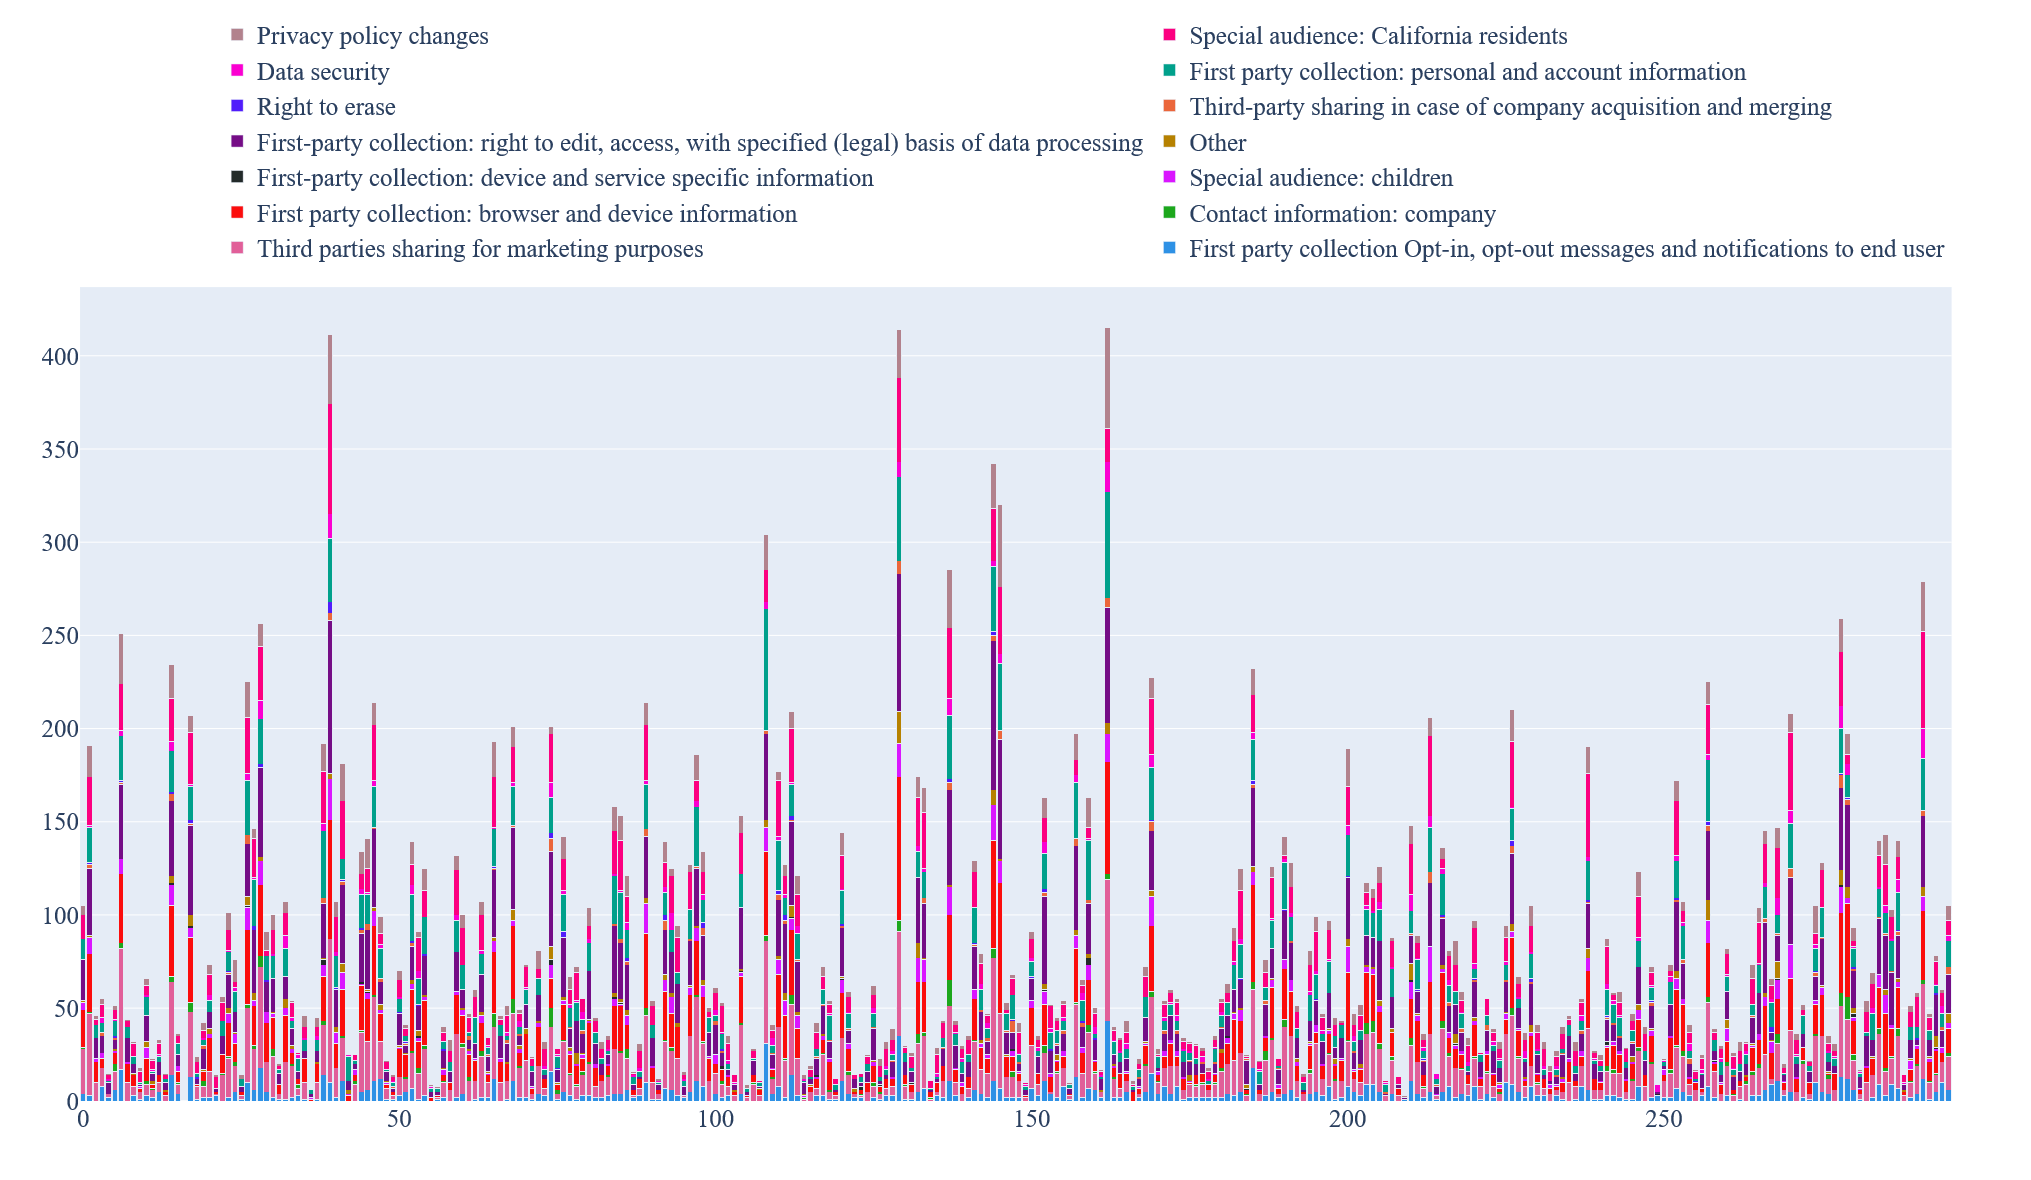 Privacy policy changes
Data security
Right to erase
First-party collection: right to edit, access, with specified (legal) basis of data processing
First-party collection: device and service specific information
First party collection: browser and device information
Third parties sharing for marketing purposes
Special audience: California residents
First party collection: personal and account information
Third-party sharing in case of company acquisition and merging
Other
Special audience: children
Contact information: company
First party collection Opt-in, opt-out messages and notifications to end user
400
350
300
250
200
150
100
50
0
0 50 100 150 200 250